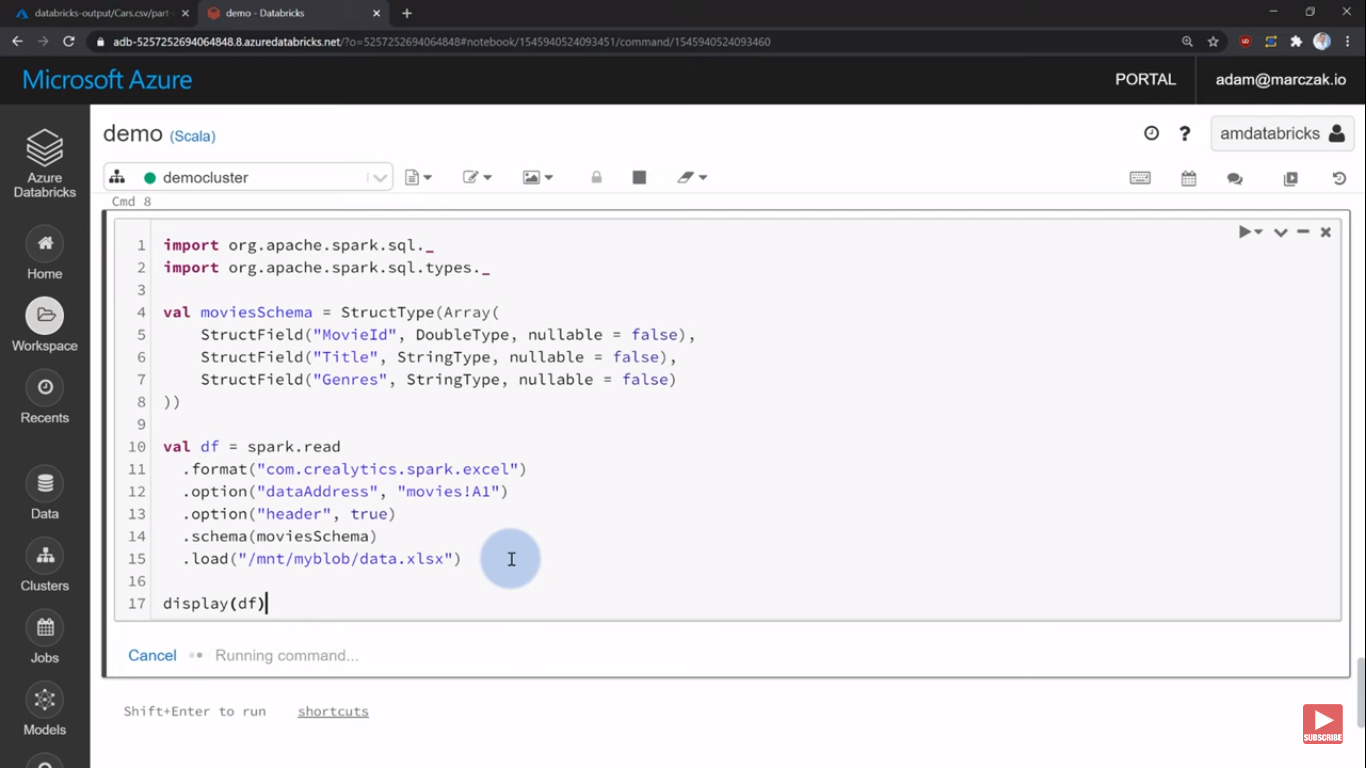 databricks-output/Cars.csv/part-
demo - Databricks
adb-5257252694064848.8.azuredatabricks.net/?o=5257252694064848#notebook/1545940524093451/command/1545940524093460
Microsoft Azure
PORTAL
adam@marczak.io
Azure
Databricks
Home
Workspace
Recents
Data
Clusters
Jobs
Models
demo (Scala)
amdatabricks
democluster
Cmd 8
1 import org.apache.spark.sql._
2 import org.apache.spark.sql.types._
3
4 val moviesSchema = StructType(Array(
5 StructField("MovieId", DoubleType, nullable = false),
6 StructField("Title", StringType, nullable = false),
7 StructField("Genres", StringType, nullable = false)
8 ))
9
10 val df = spark.read
11 .format("com.crealytics.spark.excel")
12 .option("dataAddress", "movies!A1")
13 .option("header", true)
14 .schema(moviesSchema)
15 .load("/mnt/myblob/data.xlsx")
16
17 display(df)
Cancel Running command...
Shift+Enter to run shortcuts
SUBSCRIBE